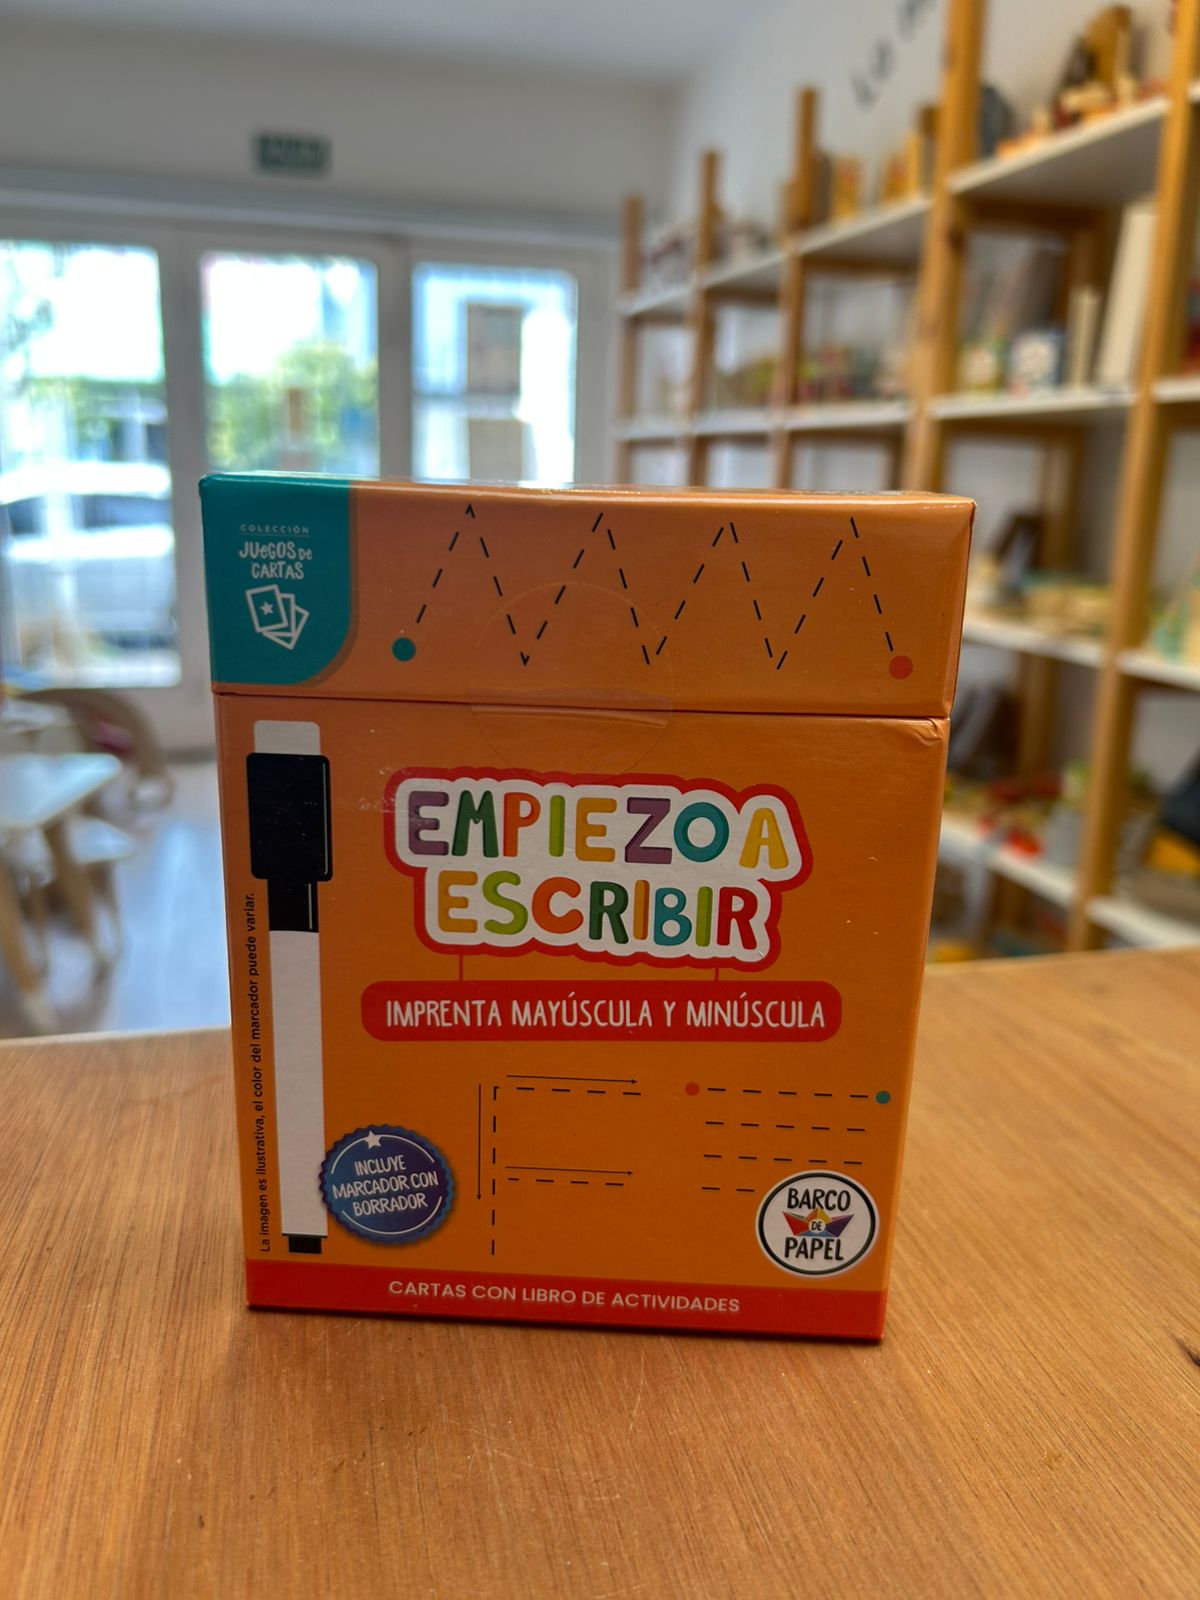 COLECCIÓN
JUEGOS DE
CARTAS
EMPIEZO A
ESCRIBIR
IMPRENTA MAYÚSCULA Y MINÚSCULA
La imagen es ilustrativa, el color del marcador puede variar.
INCLUYE
MARCADOR CON
BORRADOR
BARCO
DE
PAPEL
CARTAS CON LIBRO DE ACTIVIDADES